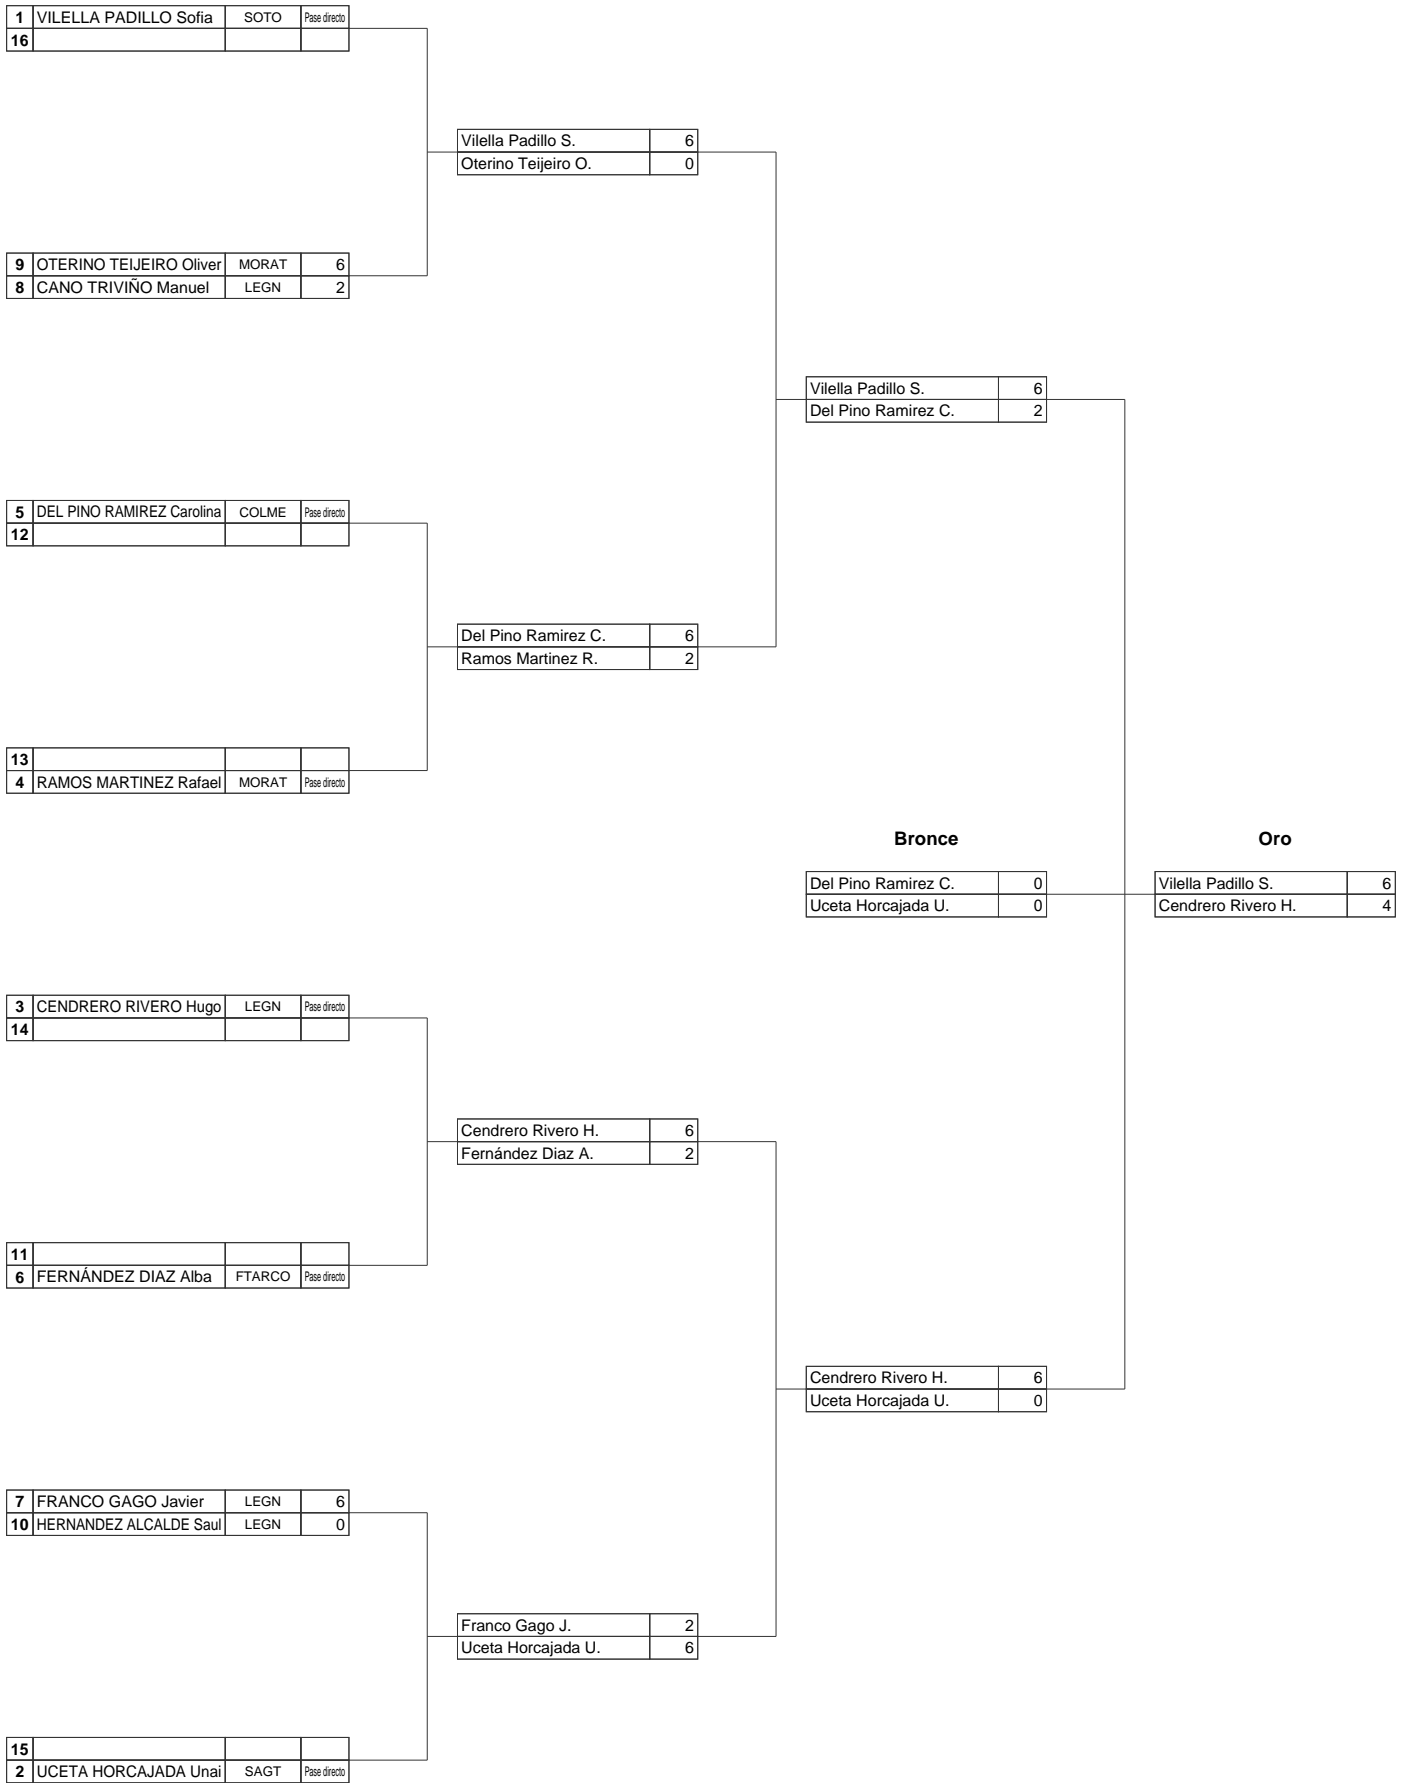 1 VILELLA PADILLO Sofia SOTO Pase directo
16
Vilella Padillo S. 6
Oterino Teijeiro O. 0
9 OTERINO TEIJEIRO Oliver MORAT 6
8 CANO TRIVIÑO Manuel LEGN 2
Vilella Padillo S. 6
Del Pino Ramirez C. 2
5 DEL PINO RAMIREZ Carolina COLME Pase directo
12
Del Pino Ramirez C. 6
Ramos Martinez R. 2
13
4 RAMOS MARTINEZ Rafael MORAT Pase directo
Bronce Oro
Del Pino Ramirez C. 0 Vilella Padillo S. 6
Uceta Horcajada U. 0 Cendrero Rivero H. 4
3 CENDRERO RIVERO Hugo LEGN Pase directo
14
Cendrero Rivero H. 6
Fernández Diaz A. 2
11
6 FERNÁNDEZ DIAZ Alba FTARCO Pase directo
Cendrero Rivero H. 6
Uceta Horcajada U. 0
7 FRANCO GAGO Javier LEGN 6
10 HERNANDEZ ALCALDE Saul LEGN 0
Franco Gago J. 2
Uceta Horcajada U. 6
15
2 UCETA HORCAJADA Unai SAGT Pase directo